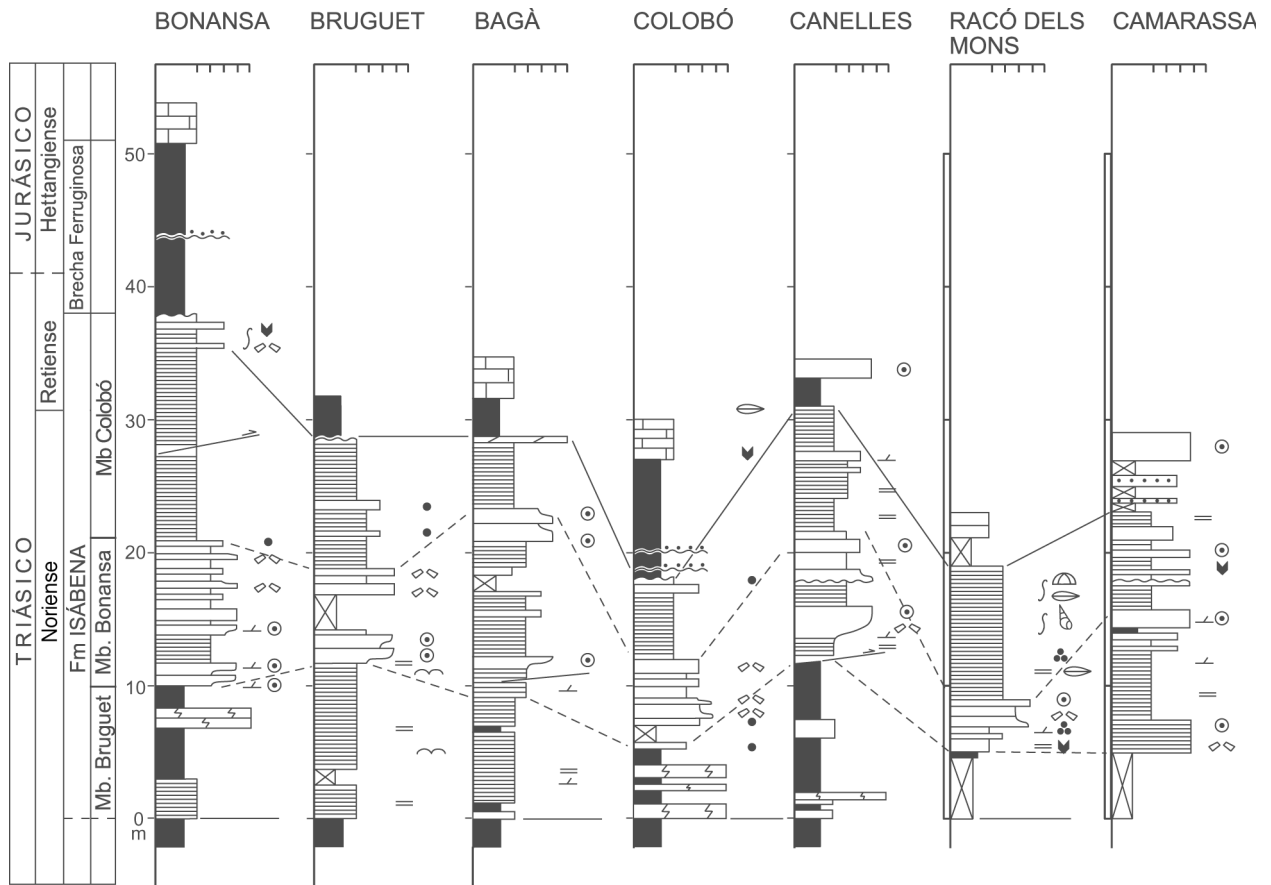 BONANSA
BRUGUET
BAGÀ
COLOBÓ
CANELLES
RACÓ DELS
MONS
CAMARASSA
JURÁSICO
TRIÁSICO
Hettangiense
Retiense
Noriense
Brecha Ferruginosa
Fm ISÁBENA
Mb Colobó
Mb. Bonansa
Mb. Bruguet
50
40
30
20
10
0
m